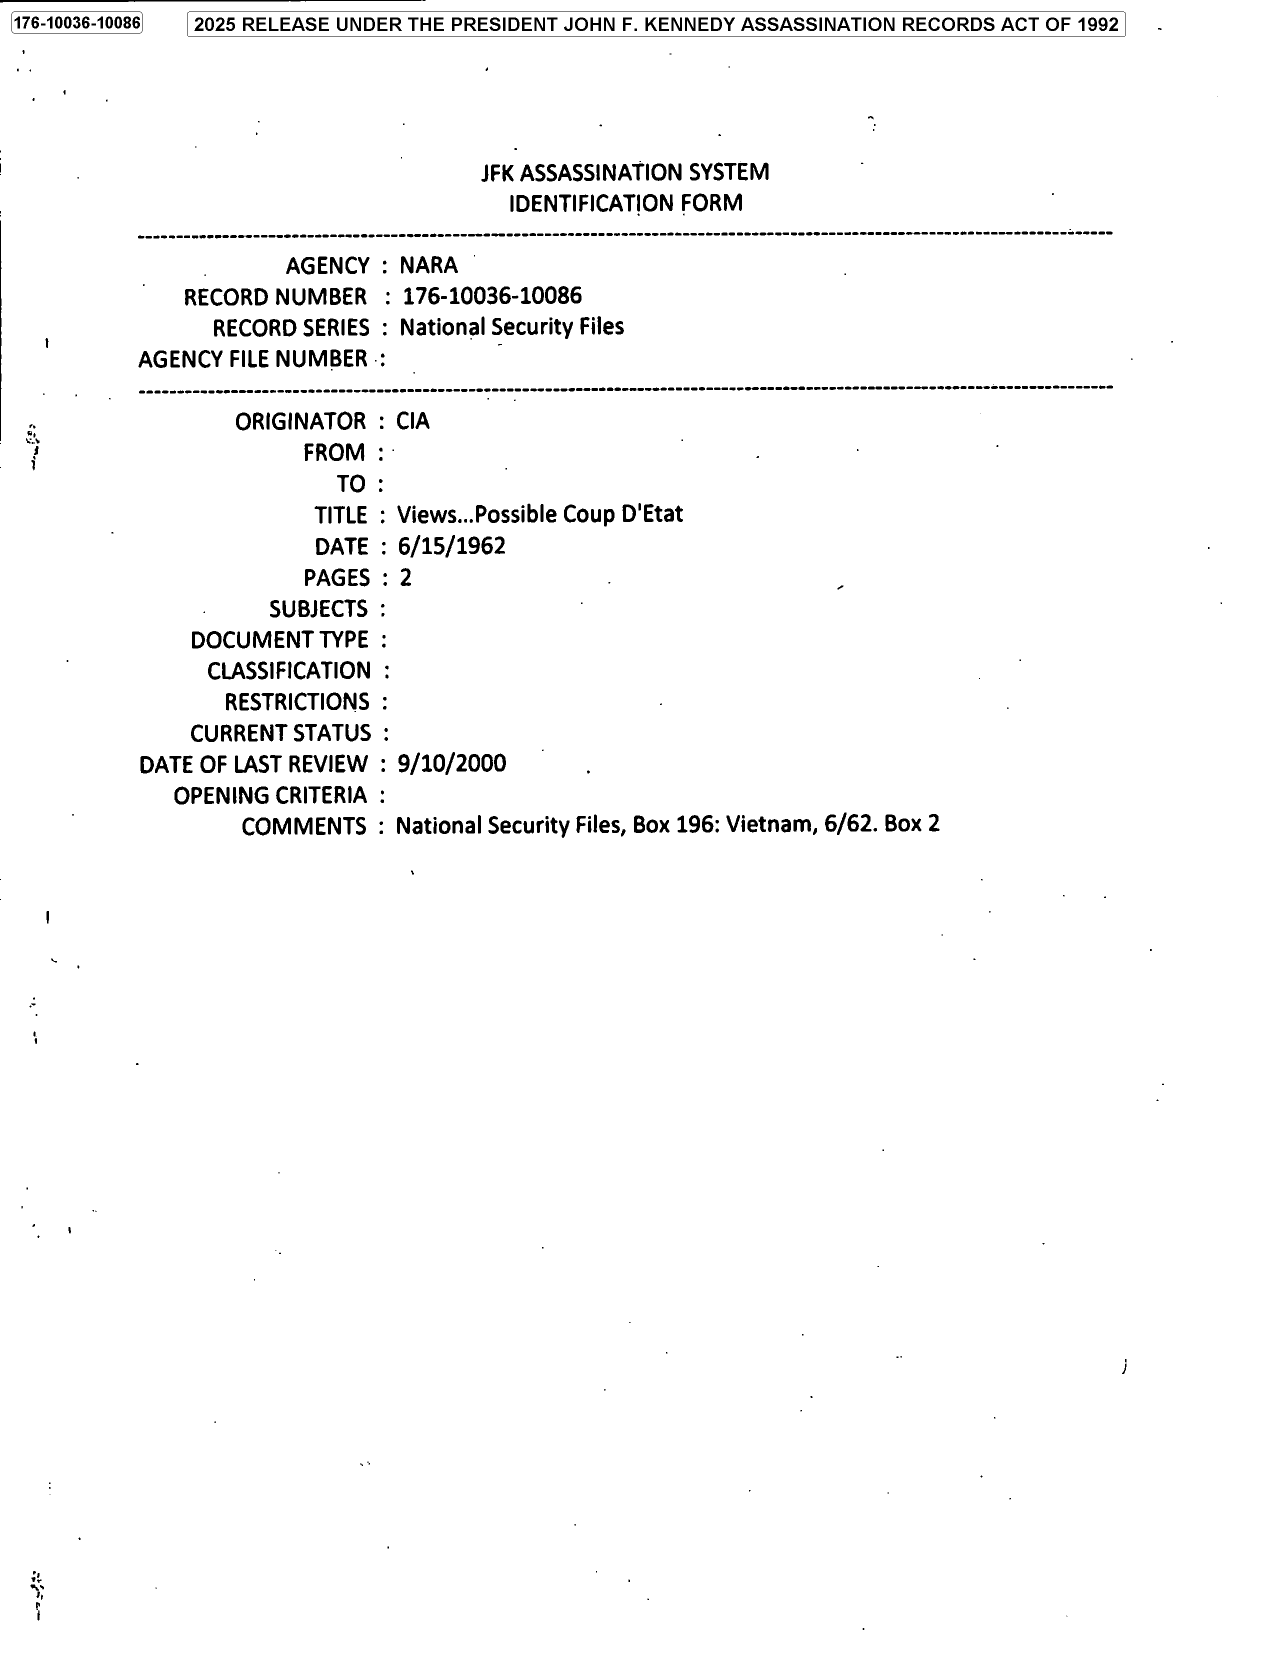 176-10036-10086
2025 RELEASE UNDER THE PRESIDENT JOHN F. KENNEDY ASSASSINATION RECORDS ACT OF 1992
JFK ASSASSINATION SYSTEM
IDENTIFICATION FORM
AGENCY : NARA
RECORD NUMBER : 176-10036-10086
RECORD SERIES : National Security Files
AGENCY FILE NUMBER :
ORIGINATOR : CIA
FROM :
TO :
TITLE : Views...Possible Coup D'Etat
DATE : 6/15/1962
PAGES : 2
SUBJECTS :
DOCUMENT TYPE :
CLASSIFICATION :
RESTRICTIONS :
CURRENT STATUS :
DATE OF LAST REVIEW : 9/10/2000
OPENING CRITERIA :
COMMENTS : National Security Files, Box 196: Vietnam, 6/62. Box 2